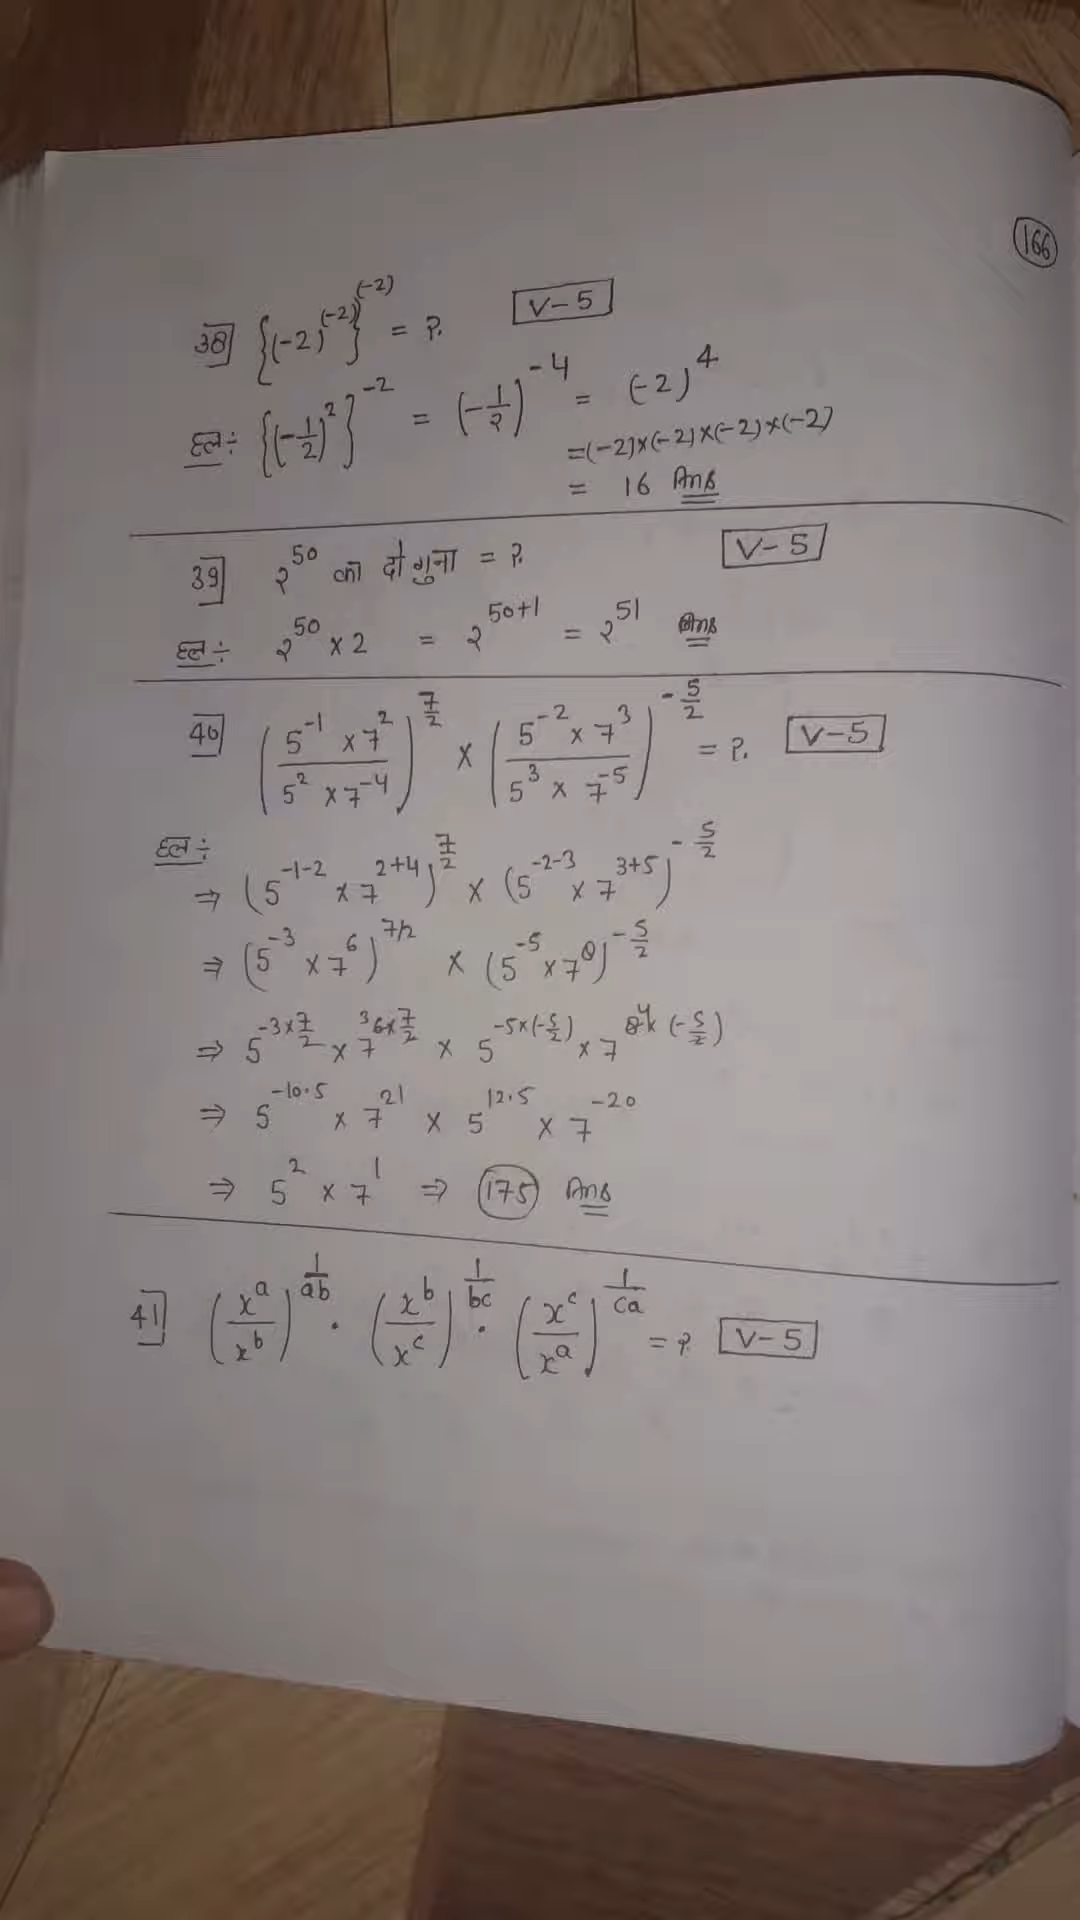 166
38] {(-2)^(-2)}^(-2) = ?. V-5
हल÷ {(-1/2)^2}^-2 = (-1/2)^-4 = (-2)^4
=(-2)×(-2)×(-2)×(-2)
= 16 Ans
39] 2^50 का दो गुना = ?. V-5
हल÷ 2^50 × 2 = 2^50+1 = 2^51 Ans
40] (5^-1 × 7^2 / 5^2 × 7^-4)^7/2 × (5^-2 × 7^3 / 5^3 × 7^-5)^-5/2 = ?. V-5
हल÷
⇒ (5^-1-2 × 7^2+4)^7/2 × (5^-2-3 × 7^3+5)^-5/2
⇒ (5^-3 × 7^6)^7/2 × (5^-5 × 7^8)^-5/2
⇒ 5^-3×7/2 × 7^3 6×7/2 × 5^-5×(-5/2) × 7^8 4×(-5/2)
⇒ 5^-10.5 × 7^21 × 5^12.5 × 7^-20
⇒ 5^2 × 7^1 ⇒ 175 Ans
41] (x^a/x^b)^1/ab . (x^b/x^c)^1/bc . (x^c/x^a)^1/ca = ?. V-5